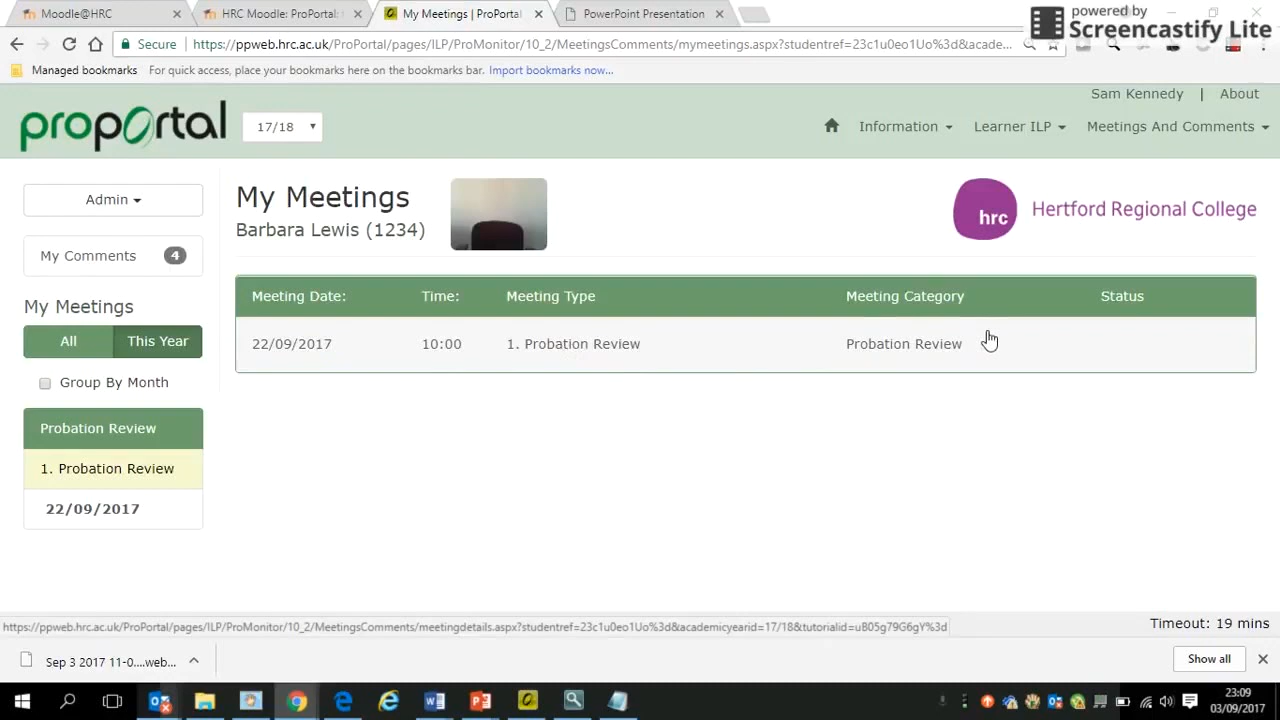 powered by
Screencastify Lite
Moodle@HRC
HRC Moodle: ProPortal:
My Meetings | ProPortal
PowerPoint Presentation
Secure
https://ppweb.hrc.ac.uk/ProPortal/pages/ILP/ProMonitor/10_2/MeetingsComments/mymeetings.aspx?studentref=23c1u0eo1Uo%3d&acade...
Managed bookmarks
For quick access, place your bookmarks here on the bookmarks bar. Import bookmarks now...
Sam Kennedy | About
proportal
17/18
Information
Learner ILP
Meetings And Comments
Admin
My Comments 4
My Meetings
All
This Year
Group By Month
Probation Review
1. Probation Review
22/09/2017
My Meetings
Barbara Lewis (1234)
hrc
Hertford Regional College
Meeting Date: Time: Meeting Type Meeting Category Status
22/09/2017 10:00 1. Probation Review Probation Review
https://ppweb.hrc.ac.uk/ProPortal/pages/ILP/ProMonitor/10_2/MeetingsComments/meetingdetails.aspx?studentref=23c1u0eo1Uo%3d&academicyearid=17/18&tutorialid=uB05g79G6gY%3d
Timeout: 19 mins
Sep 3 2017 11-0....web...
Show all
23:09
03/09/2017